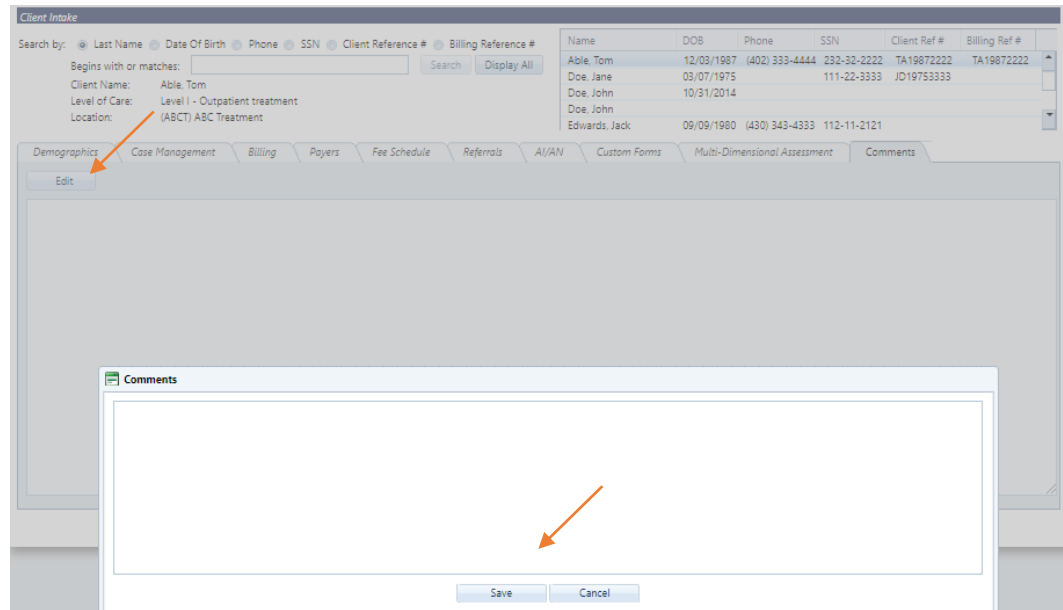 Client Intake
Search by: Last Name Date Of Birth Phone SSN Client Reference # Billing Reference #
Begins with or matches: Search Display All
Client Name: Able, Tom
Level of Care: Level I - Outpatient treatment
Location: (ABCT) ABC Treatment
Name DOB Phone SSN Client Ref # Billing Ref #
Able, Tom 12/03/1987 (402) 333-4444 232-32-2222 TA19872222 TA19872222
Doe, Jane 03/07/1975 111-22-3333 JD19753333
Doe, John 10/31/2014
Doe, John
Edwards, Jack 09/09/1980 (430) 343-4333 112-11-2121
Demographics Case Management Billing Payers Fee Schedule Referrals AI/AN Custom Forms Multi-Dimensional Assessment Comments
Edit
Comments
Save Cancel